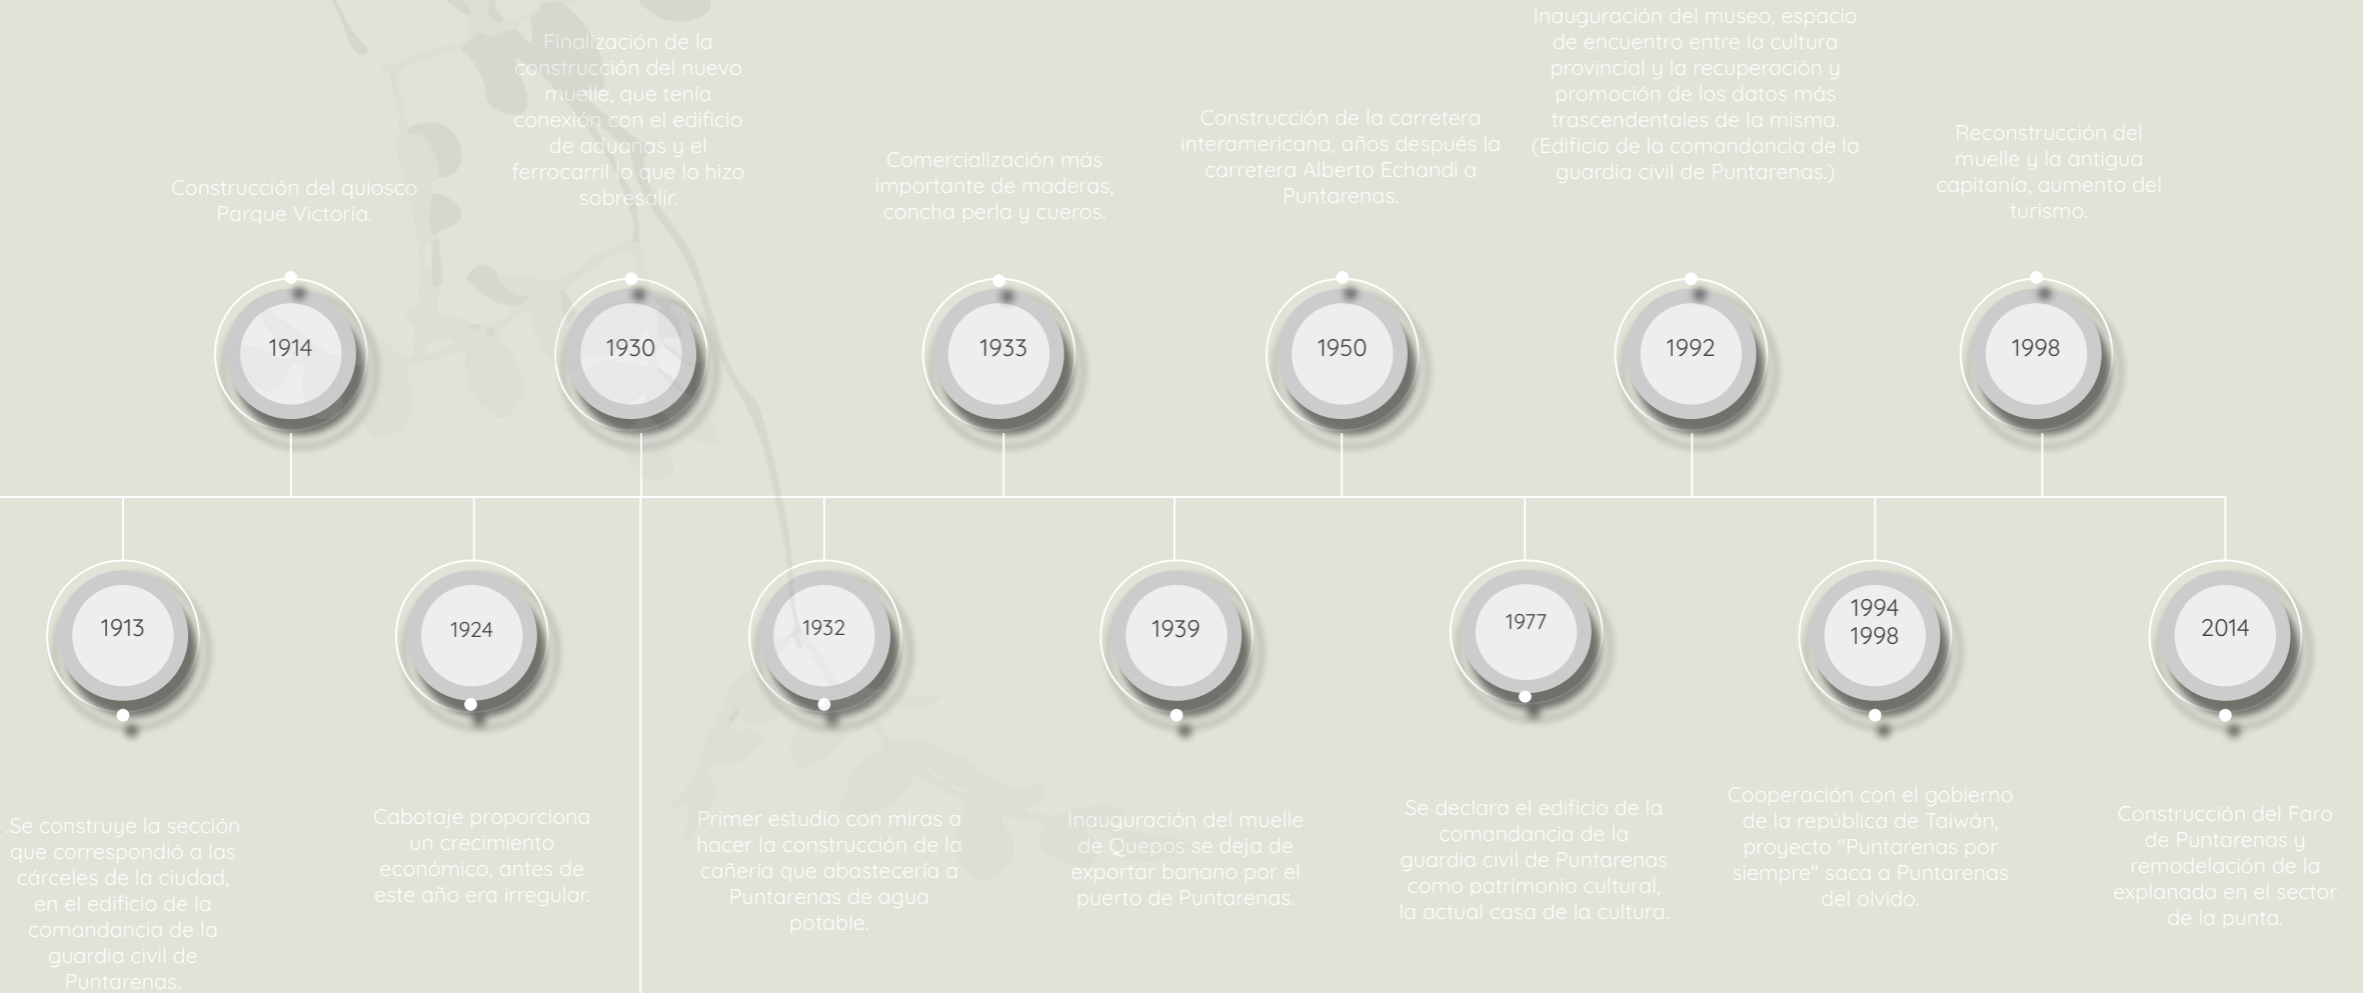 Construcción del quiosco
Parque Victoria.
1914
Finalización de la
construcción del nuevo
muelle, que tenía
conexión con el edificio
de aduanas y el
ferrocarril lo que lo hizo
sobresalir.
1930
Comercialización más
importante de maderas,
concha perla y cueros.
1933
Construcción de la carretera
interamericana, años después la
carretera Alberto Echandi a
Puntarenas.
1950
Inauguración del museo, espacio
de encuentro entre la cultura
provincial y la recuperación y
promoción de los datos más
trascendentales de la misma.
(Edificio de la comandancia de la
guardia civil de Puntarenas.)
1992
Reconstrucción del
muelle y la antigua
capitanía, aumento del
turismo.
1998
1913
.Se construye la sección
que correspondió a las
cárceles de la ciudad,
en el edificio de la
comandancia de la
guardia civil de
Puntarenas.
1924
Cabotaje proporciona
un crecimiento
económico, antes de
este año era irregular.
1932
Primer estudio con miras a
hacer la construcción de la
cañería que abastecería a
Puntarenas de agua
potable.
1939
Inauguración del muelle
de Quepos se deja de
exportar banano por el
puerto de Puntarenas.
1977
Se declara el edificio de la
comandancia de la
guardia civil de Puntarenas
como patrimonio cultural,
la actual casa de la cultura.
1994
1998
Cooperación con el gobierno
de la república de Taiwán,
proyecto "Puntarenas por
siempre" saca a Puntarenas
del olvido.
2014
Construcción del Faro
de Puntarenas y
remodelación de la
explanada en el sector
de la punta.